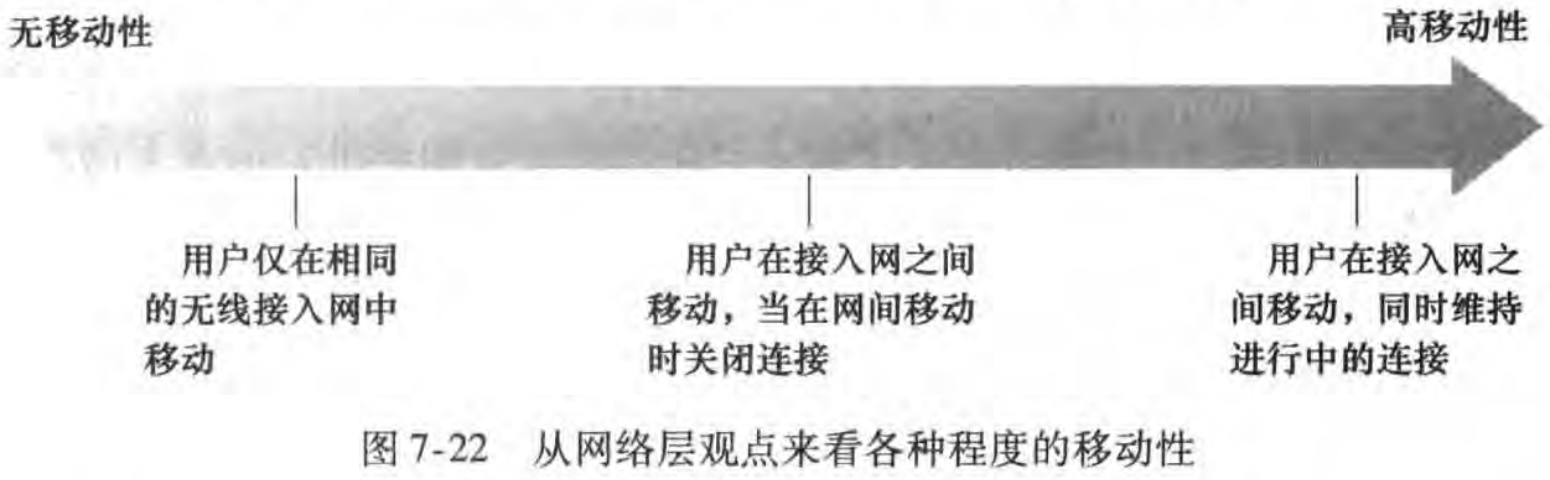 无移动性
高移动性
用户仅在相同
的无线接入网中
移动
用户在接入网之间
移动，当在网间移动
时关闭连接
用户在接入网之
间移动，同时维持
进行中的连接
图 7-22 从网络层观点来看各种程度的移动性